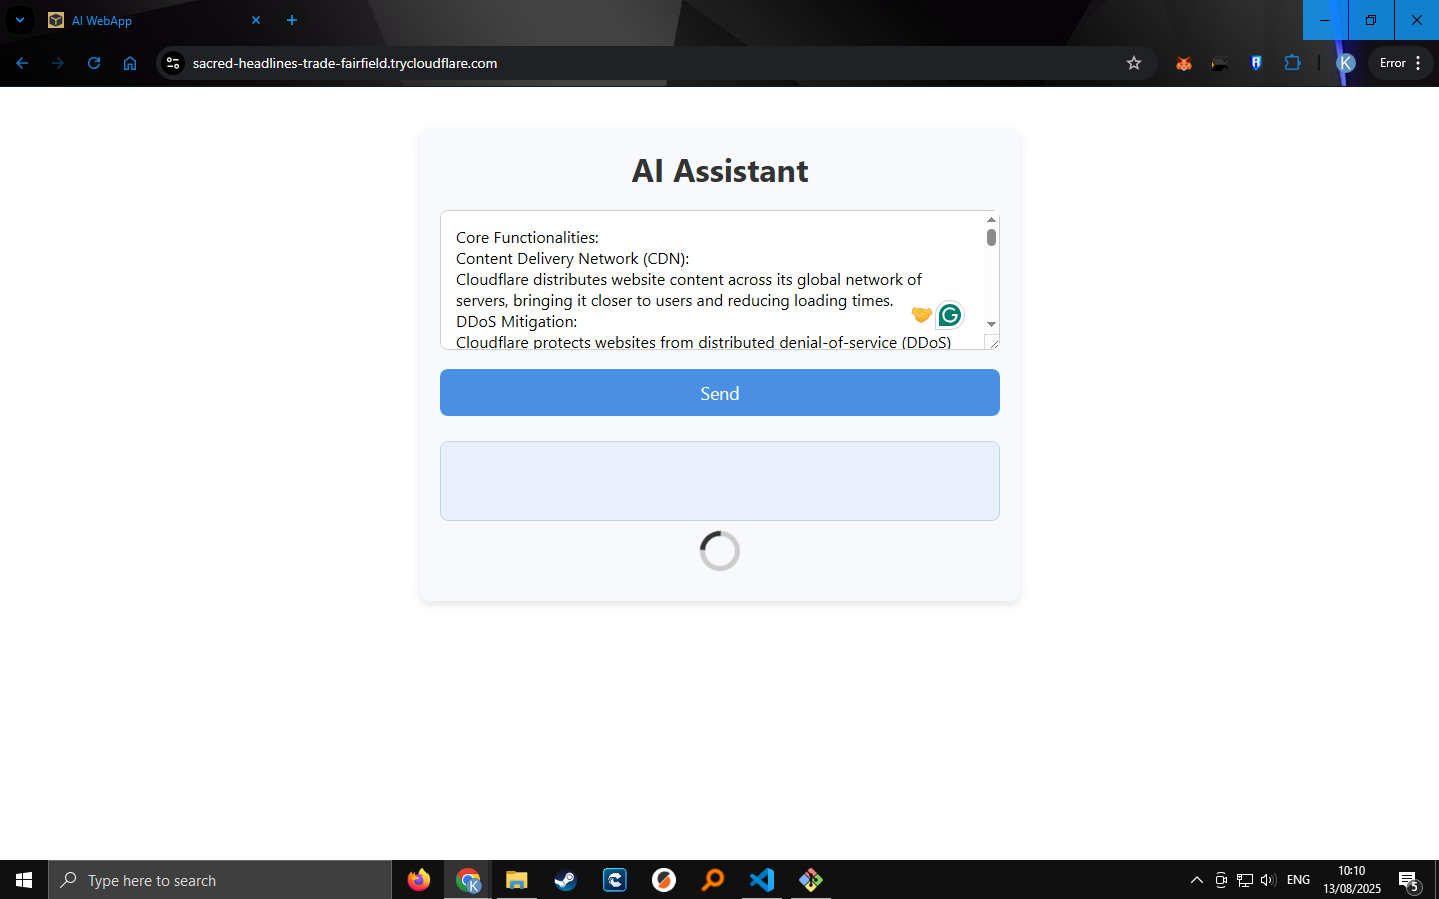 AI WebApp
sacred-headlines-trade-fairfield.trycloudflare.com
K
Error
AI Assistant
Core Functionalities:
Content Delivery Network (CDN):
Cloudflare distributes website content across its global network of
servers, bringing it closer to users and reducing loading times.
DDoS Mitigation:
Cloudflare protects websites from distributed denial-of-service (DDoS)
Send
Type here to search
K
ENG
10:10
13/08/2025
5